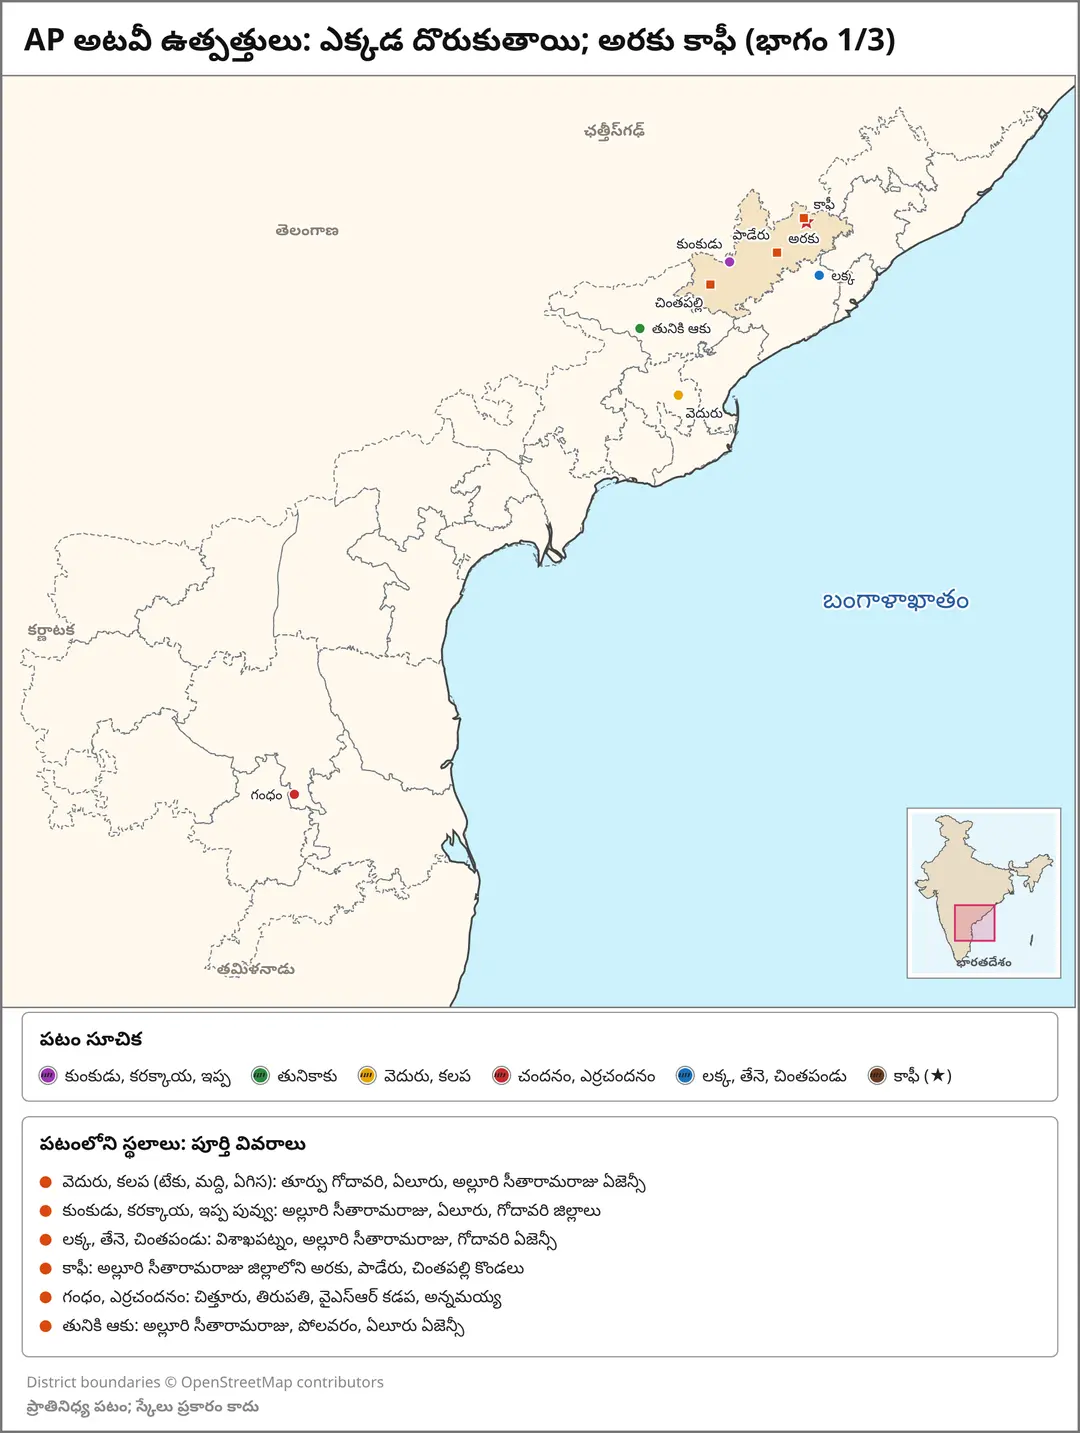 AP అటవీ ఉత్పత్తులు: ఎక్కడ దొరుకుతాయి; అరకు కాఫీ (భాగం 1/3)
ఛత్తీస్‌గఢ్
తెలంగాణ
కాఫీ
పాడేరు
అరకు
కుంకుడు
లక్క
చింతపల్లి
తునికి ఆకు
వెదురు
బంగాళాఖాతం
కర్ణాటక
గంధం
తమిళనాడు
భారతదేశం
పటం సూచిక
కుంకుడు, కరక్కాయ, ఇప్ప
తునికాకు
వెదురు, కలప
చందనం, ఎర్రచందనం
లక్క, తేనె, చింతపండు
కాఫీ (★)
పటంలోని స్థలాలు: పూర్తి వివరాలు
వెదురు, కలప (టేకు, మద్ది, ఏగిస): తూర్పు గోదావరి, ఏలూరు, అల్లూరి సీతారామరాజు ఏజెన్సీ
కుంకుడు, కరక్కాయ, ఇప్ప పువ్వు: అల్లూరి సీతారామరాజు, ఏలూరు, గోదావరి జిల్లాలు
లక్క, తేనె, చింతపండు: విశాఖపట్నం, అల్లూరి సీతారామరాజు, గోదావరి ఏజెన్సీ
కాఫీ: అల్లూరి సీతారామరాజు జిల్లాలోని అరకు, పాడేరు, చింతపల్లి కొండలు
గంధం, ఎర్రచందనం: చిత్తూరు, తిరుపతి, వైఎస్ఆర్ కడప, అన్నమయ్య
తునికి ఆకు: అల్లూరి సీతారామరాజు, పోలవరం, ఏలూరు ఏజెన్సీ
District boundaries © OpenStreetMap contributors
ప్రాతినిధ్య పటం; స్కేలు ప్రకారం కాదు